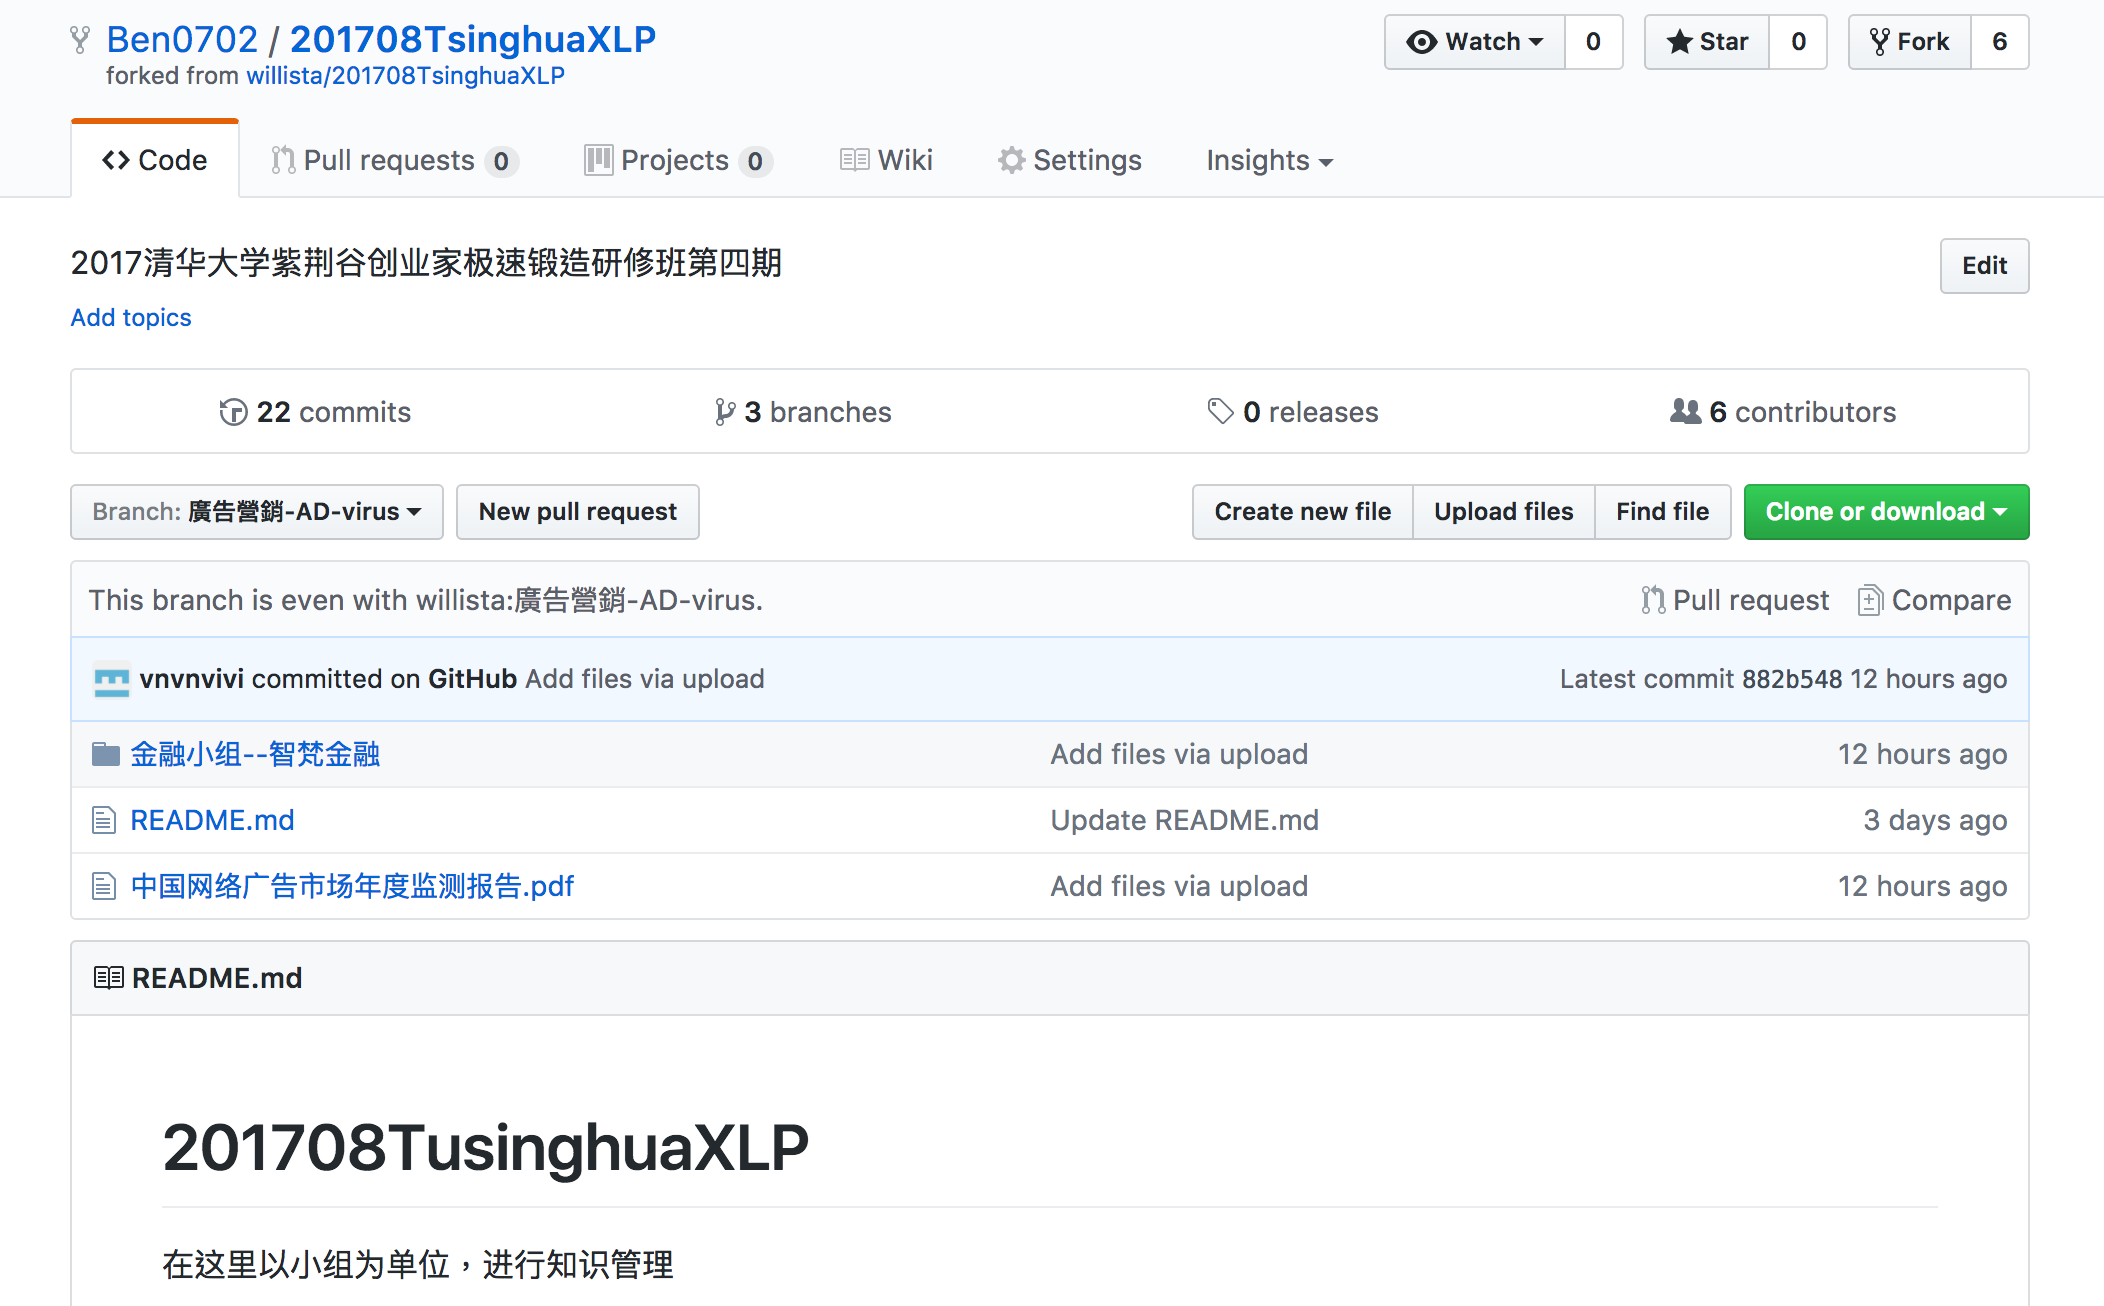 Ben0702 / 201708TsinghuaXLP
Watch 0 Star 0 Fork 6
forked from willista/201708TsinghuaXLP
Code Pull requests 0 Projects 0 Wiki Settings Insights
2017清华大学紫荆谷创业家极速锻造研修班第四期
Edit
Add topics
22 commits 3 branches 0 releases 6 contributors
Branch: 廣告營銷-AD-virus New pull request Create new file Upload files Find file Clone or download
This branch is even with willista:廣告營銷-AD-virus. Pull request Compare
vnvnvivi committed on GitHub Add files via upload Latest commit 882b548 12 hours ago
金融小组--智梵金融 Add files via upload 12 hours ago
README.md Update README.md 3 days ago
中国网络广告市场年度监测报告.pdf Add files via upload 12 hours ago
README.md
201708TusinghuaXLP
在这里以小组为单位，进行知识管理